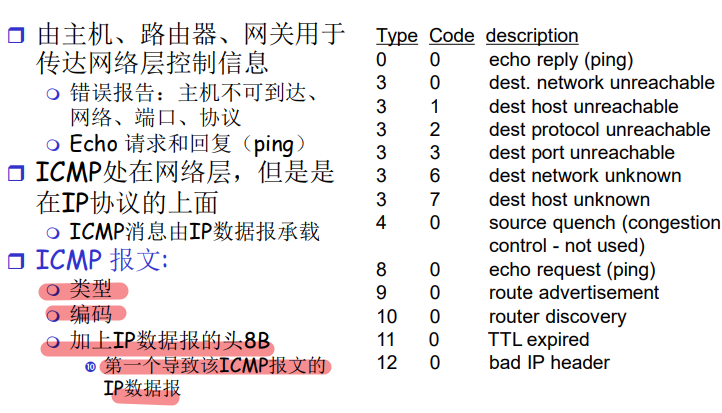 由主机、路由器、网关用于
传达网络层控制信息
错误报告：主机不可到达、
网络、端口、协议
Echo 请求和回复（ping）
ICMP处在网络层，但是是
在IP协议的上面
ICMP消息由IP数据报承载
ICMP 报文:
类型
编码
加上IP数据报的头8B
⑩ 第一个导致该ICMP报文的
IP数据报
Type Code description
0 0 echo reply (ping)
3 0 dest. network unreachable
3 1 dest host unreachable
3 2 dest protocol unreachable
3 3 dest port unreachable
3 6 dest network unknown
3 7 dest host unknown
4 0 source quench (congestion
control - not used)
8 0 echo request (ping)
9 0 route advertisement
10 0 router discovery
11 0 TTL expired
12 0 bad IP header